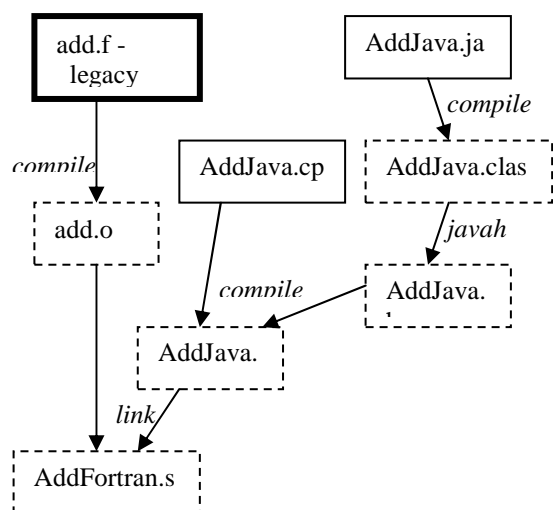 add.f -
legacy
AddJava.ja
compile
compile
AddJava.cp
AddJava.clas
add.o
javah
compile
AddJava.
AddJava.
link
AddFortran.s